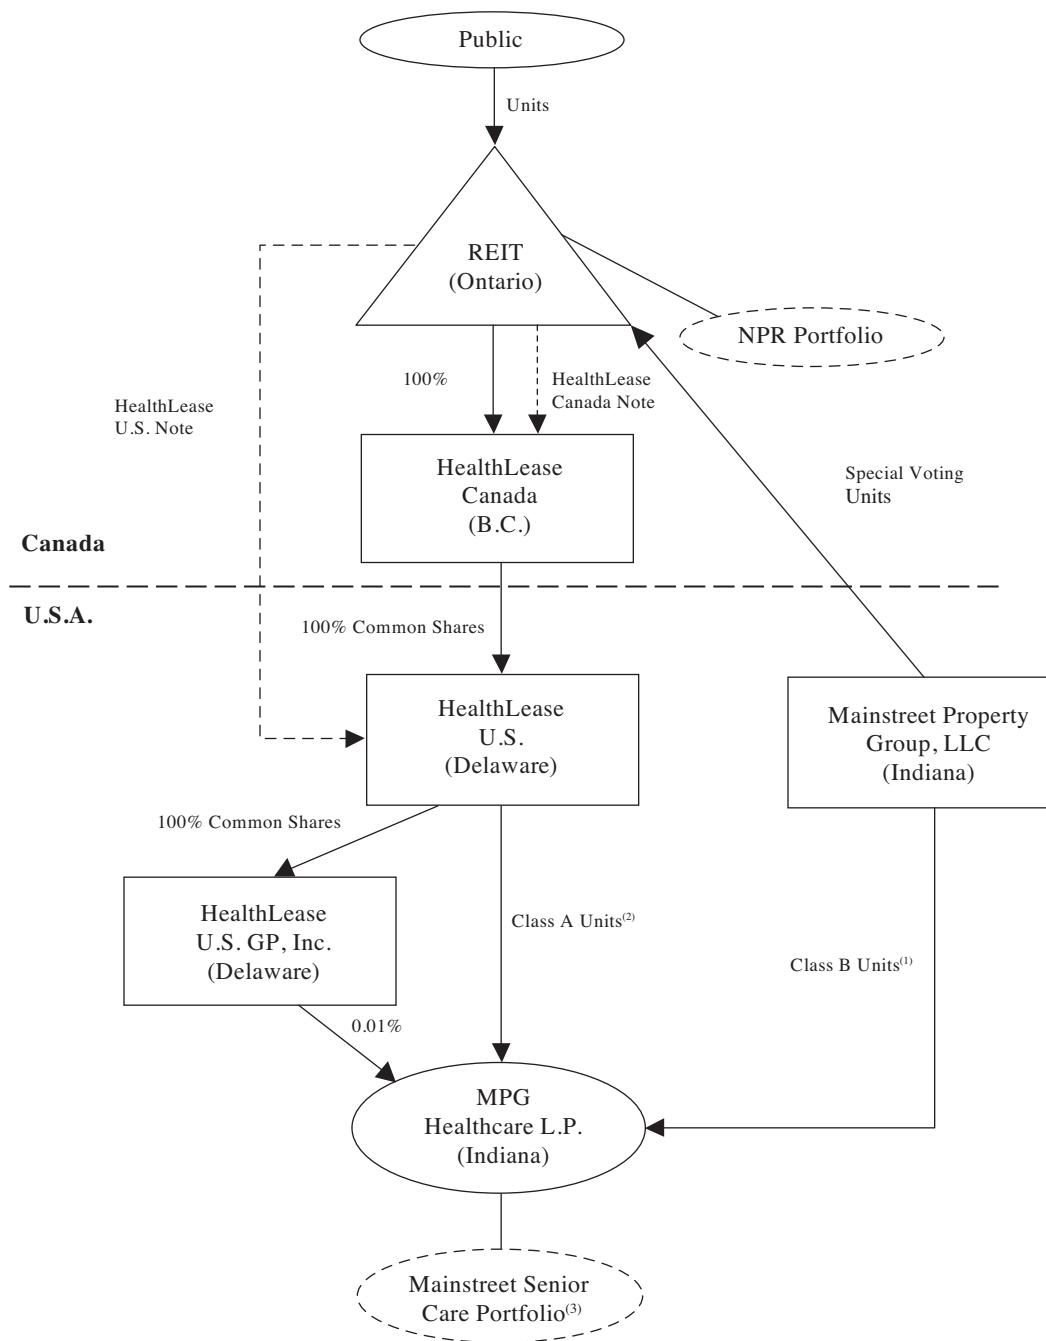 Public
Units
REIT
(Ontario)
NPR Portfolio
100%
HealthLease
Canada Note
HealthLease
U.S. Note
HealthLease
Canada
(B.C.)
Special Voting
Units
Canada
U.S.A.
100% Common Shares
HealthLease
U.S.
(Delaware)
Mainstreet Property
Group, LLC
(Indiana)
100% Common Shares
HealthLease
U.S. GP, Inc.
(Delaware)
Class A Units(2)
Class B Units(1)
0.01%
MPG
Healthcare L.P.
(Indiana)
Mainstreet Senior
Care Portfolio(3)